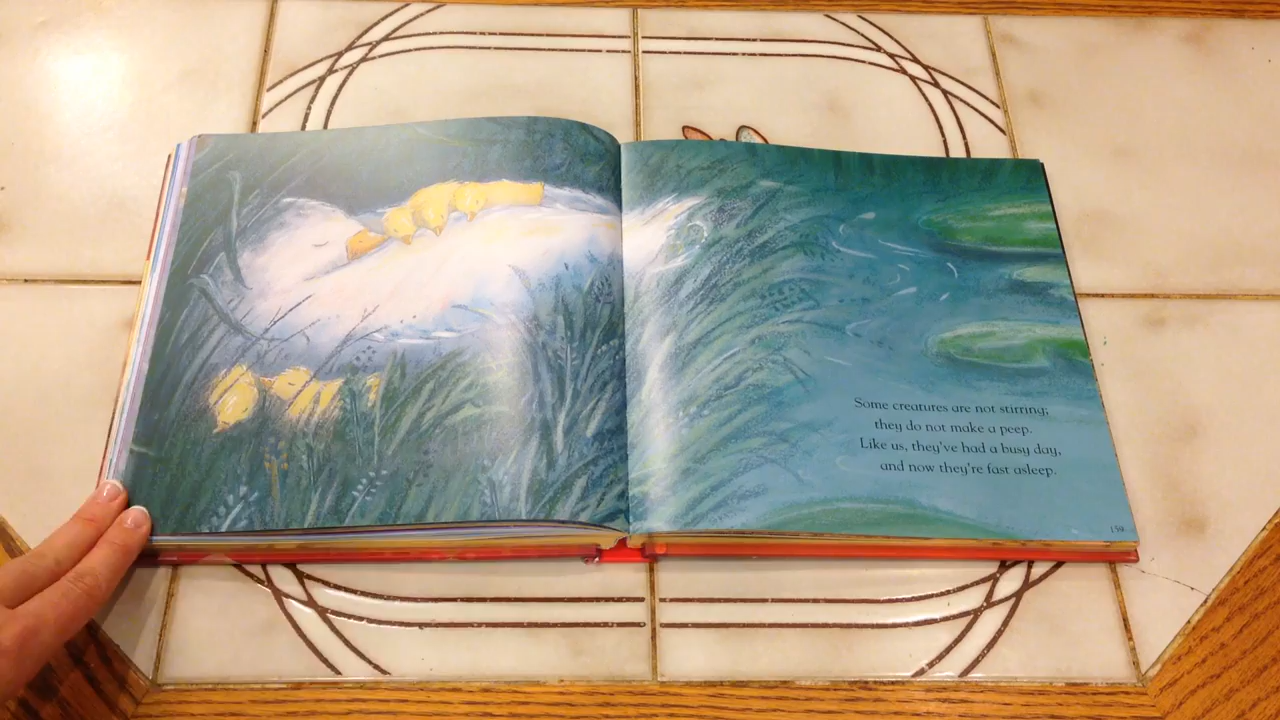 Some creatures are not stirring;
they do not make a peep.
Like us, they've had a busy day,
and now they're fast asleep.
159